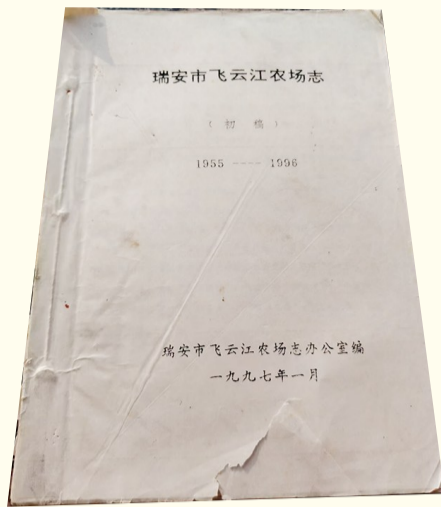 瑞安市飞云江农场志
（初稿）
1955 ---- 1996
瑞安市飞云江农场志办公室编
一九九七年一月